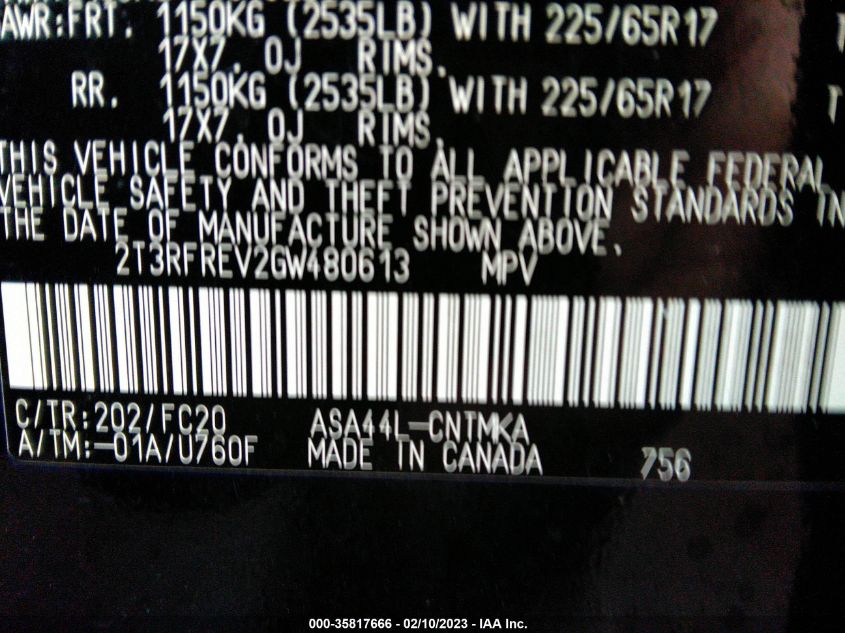 GAWR:FRT. 1150KG (2535LB) WITH 225/65R17
17X7. 0J RIMS,
RR. 1150KG (2535LB) WITH 225/65R17
17X7. 0J RIMS,
THIS VEHICLE CONFORMS TO ALL APPLICABLE FEDERAL
VEHICLE SAFETY AND THEFT PREVENTION STANDARDS IN
THE DATE OF MANUFACTURE SHOWN ABOVE.
2T3RFREV2GW480613 MPV
C/TR:202/FC20 ASA44L-CNTMKA
A/TM:-01A/U760F MADE IN CANADA 756
000-35817666 - 02/10/2023 - IAA Inc.